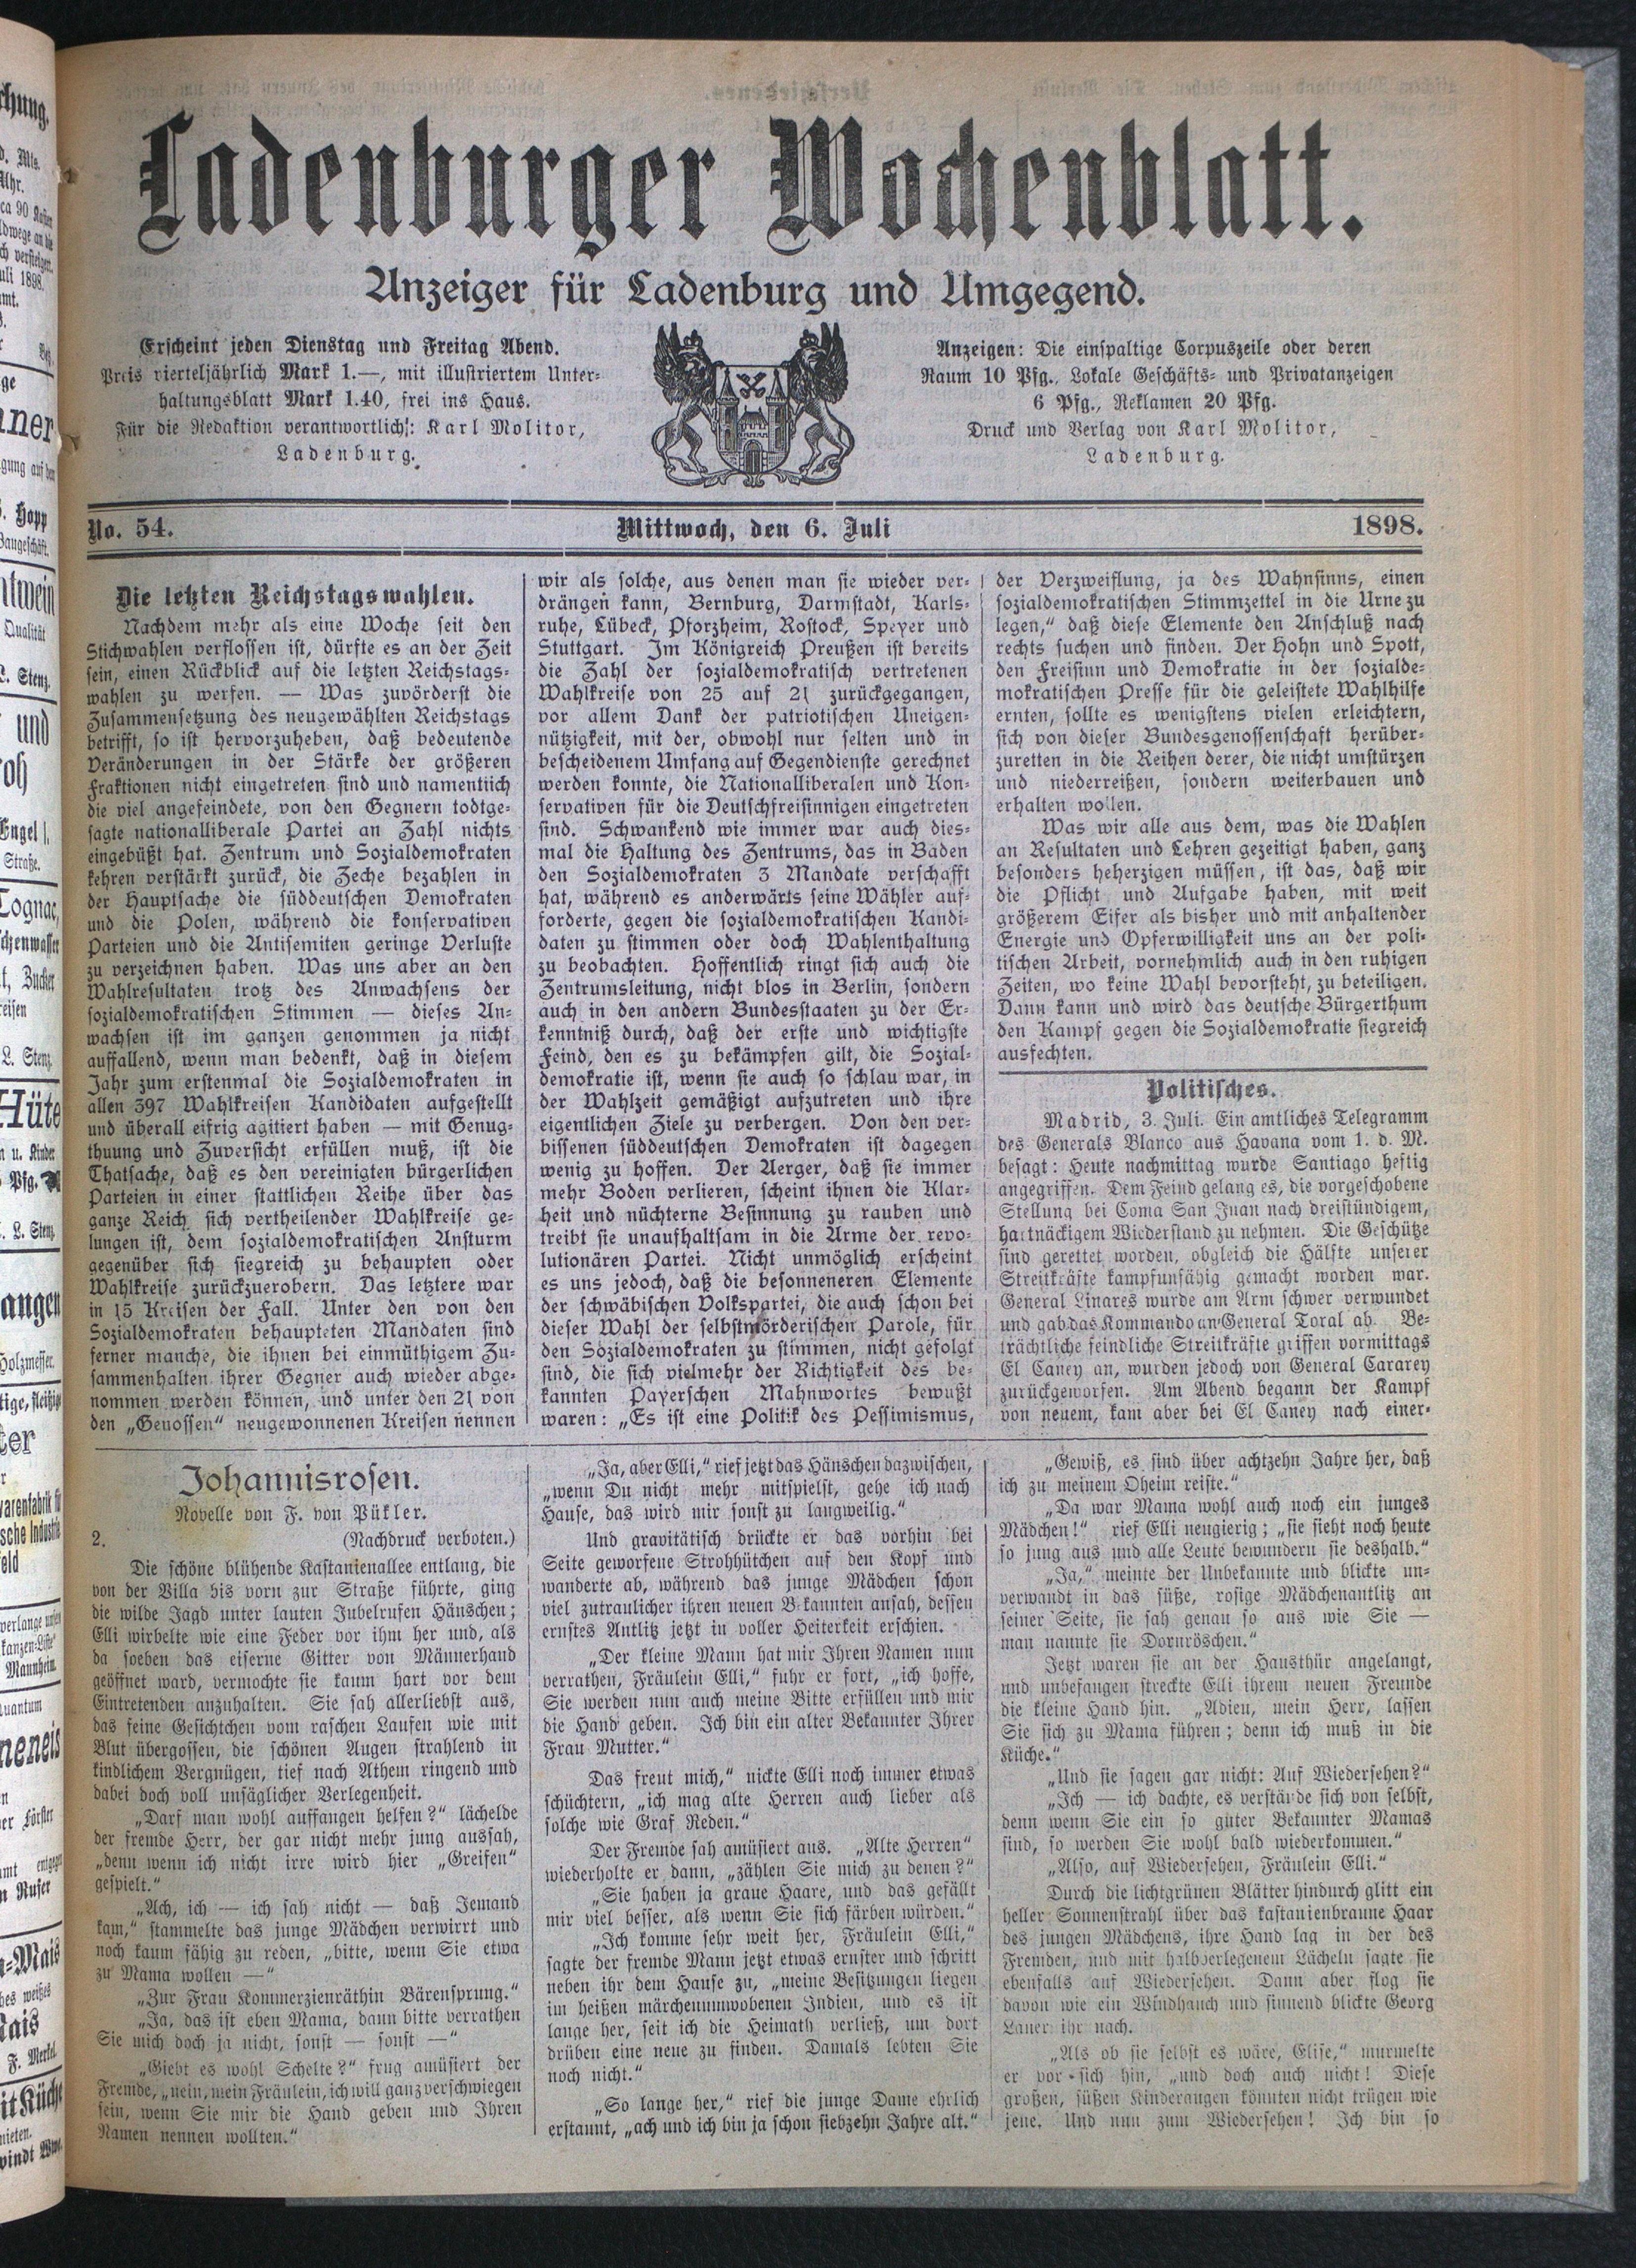 Ladenburger Wochenblatt.
Anzeiger für Ladenburg und Umgegend.
Erscheint jeden Dienstag und Freitag Abend.
Preis vierteljährlich Mark 1.—, mit illustriertem Unter-
haltungsblatt Mark 1.40, frei ins Haus.
Für die Redaktion verantwortlich: Karl Molitor,
Ladenburg.
Anzeigen: Die einspaltige Corpuszeile oder deren
Raum 10 Pfg., Lokale Geschäfts- und Privatanzeigen
6 Pfg., Reklamen 20 Pfg.
Druck und Verlag von Karl Molitor,
Ladenburg.
No. 54.
Mittwoch, den 6. Juli
1898.
Die letzten Reichstagswahlen.
Nachdem mehr als eine Woche seit den
Stichwahlen verflossen ist, dürfte es an der Zeit
sein, einen Rückblick auf die letzten Reichstags-
wahlen zu werfen. — Was zuvörderst die
Zusammensetzung des neugewählten Reichstags
betrifft, so ist hervorzuheben, daß bedeutende
Veränderungen in der Stärke der größeren
Fraktionen nicht eingetreten sind und namentlich
die viel angefeindete, von den Gegnern todtge-
sagte nationalliberale Partei an Zahl nichts
eingebüßt hat. Zentrum und Sozialdemokraten
kehren verstärkt zurück, die Zeche bezahlen in
der Hauptsache die süddeutschen Demokraten
und die Polen, während die konservativen
Parteien und die Antisemiten geringe Verluste
zu verzeichnen haben. Was uns aber an den
Wahlresultaten trotz des Anwachsens der
sozialdemokratischen Stimmen — dieses An-
wachsen ist im ganzen genommen ja nicht
auffallend, wenn man bedenkt, daß in diesem
Jahr zum erstenmal die Sozialdemokraten in
allen 397 Wahlkreisen Kandidaten aufgestellt
und überall eifrig agitiert haben — mit Genug-
thuung und Zuversicht erfüllen muß, ist die
Thatsache, daß es den vereinigten bürgerlichen
Parteien in einer stattlichen Reihe über das
ganze Reich sich vertheilender Wahlkreise ge-
lungen ist, dem sozialdemokratischen Ansturm
gegenüber sich siegreich zu behaupten oder
Wahlkreise zurückzuerobern. Das letztere war
in 15 Kreisen der Fall. Unter den von den
Sozialdemokraten behaupteten Mandaten sind
ferner manche, die ihnen bei einmüthigem Zu-
sammenhalten ihrer Gegner auch wieder abge-
nommen werden können, und unter den 21 von
den „Genossen“ neugewonnenen Kreisen nennen
wir als solche, aus denen man sie wieder ver-
drängen kann, Bernburg, Darmstadt, Karls-
ruhe, Lübeck, Pforzheim, Rostock, Speyer und
Stuttgart. Im Königreich Preußen ist bereits
die Zahl der sozialdemokratisch vertretenen
Wahlkreise von 25 auf 21 zurückgegangen,
vor allem Dank der patriotischen Uneigen-
nützigkeit, mit der, obwohl nur selten und in
bescheidenem Umfang auf Gegendienste gerechnet
werden konnte, die Nationalliberalen und Kon-
servativen für die Deutschfreisinnigen eingetreten
sind. Schwankend wie immer war auch dies-
mal die Haltung des Zentrums, das in Baden
den Sozialdemokraten 3 Mandate verschafft
hat, während es anderwärts seine Wähler auf-
forderte, gegen die sozialdemokratischen Kandi-
daten zu stimmen oder doch Wahlenthaltung
zu beobachten. Hoffentlich ringt sich auch die
Zentrumsleitung, nicht blos in Berlin, sondern
auch in den andern Bundesstaaten zu der Er-
kenntniß durch, daß der erste und wichtigste
Feind, den es zu bekämpfen gilt, die Sozial-
demokratie ist, wenn sie auch so schlau war, in
der Wahlzeit gemäßigt aufzutreten und ihre
eigentlichen Ziele zu verbergen. Von den ver-
bissenen süddeutschen Demokraten ist dagegen
wenig zu hoffen. Der Aerger, daß sie immer
mehr Boden verlieren, scheint ihnen die Klar-
heit und nüchterne Besinnung zu rauben und
treibt sie unaufhaltsam in die Arme der revo-
lutionären Partei. Nicht unmöglich erscheint
es uns jedoch, daß die besonneneren Elemente
der schwäbischen Volkspartei, die auch schon bei
dieser Wahl der selbstmörderischen Parole, für
den Sozialdemokraten zu stimmen, nicht gefolgt
sind, die sich vielmehr der Richtigkeit des be-
kannten Payerschen Mahnwortes bewußt
waren: „Es ist eine Politik des Pessimismus,
der Verzweiflung, ja des Wahnsinns, einen
sozialdemokratischen Stimmzettel in die Urne zu
legen,“ daß diese Elemente den Anschluß nach
rechts suchen und finden. Der Hohn und Spott,
den Freisinn und Demokratie in der sozialde-
mokratischen Presse für die geleistete Wahlhilfe
ernten, sollte es wenigstens vielen erleichtern,
sich von dieser Bundesgenossenschaft herüber-
zuretten in die Reihen derer, die nicht umstürzen
und niederreißen, sondern weiterbauen und
erhalten wollen.
Was wir alle aus dem, was die Wahlen
an Resultaten und Lehren gezeitigt haben, ganz
besonders heherzigen müssen, ist das, daß wir
die Pflicht und Aufgabe haben, mit weit
größerem Eifer als bisher und mit anhaltender
Energie und Opferwilligkeit uns an der poli-
tischen Arbeit, vornehmlich auch in den ruhigen
Zeiten, wo keine Wahl bevorsteht, zu beteiligen.
Dann kann und wird das deutsche Bürgerthum
den Kampf gegen die Sozialdemokratie siegreich
ausfechten.
Politisches.
Madrid, 3. Juli. Ein amtliches Telegramm
des Generals Blanco aus Havana vom 1. d. M.
besagt: Heute nachmittag wurde Santiago heftig
angegriffen. Dem Feind gelang es, die vorgeschobene
Stellung bei Coma San Juan nach dreistündigem,
hartnäckigem Wiederstand zu nehmen. Die Geschütze
sind gerettet worden, obgleich die Hälfte unserer
Streitkräfte kampfunfähig gemacht worden war.
General Linares wurde am Arm schwer verwundet
und gab das Kommando an General Toral ab. Be-
trächtliche feindliche Streitkräfte griffen vormittags
El Caney an, wurden jedoch von General Cararey
zurückgeworfen. Am Abend begann der Kampf
von neuem, kam aber bei El Caney nach einer-
Johannisrosen.
Novelle von F. von Pükler.
2.
(Nachdruck verboten.)
Die schöne blühende Kastanienallee entlang, die
von der Villa bis vorn zur Straße führte, ging
die wilde Jagd unter lauten Jubelrufen Hänschen;
Elli wirbelte wie eine Feder vor ihm her und, als
da soeben das eiserne Gitter von Männerhand
geöffnet ward, vermochte sie kaum hart vor dem
Eintretenden anzuhalten. Sie sah allerliebst aus,
das feine Gesichtchen vom raschen Laufen wie mit
Blut übergossen, die schönen Augen strahlend in
kindlichem Vergnügen, tief nach Athem ringend und
dabei doch voll unsäglicher Verlegenheit.
„Darf man wohl auffangen helfen?“ lächelde
der fremde Herr, der gar nicht mehr jung aussah,
„denn wenn ich nicht irre wird hier „Greifen“
gespielt.“
„Ach, ich — ich sah nicht — daß Jemand
kam,“ stammelte das junge Mädchen verwirrt und
noch kaum fähig zu reden, „bitte, wenn Sie etwa
zu Mama wollen —“
„Zur Frau Kommerzienräthin Bärensprung.“
„Ja, das ist eben Mama, dann bitte verrathen
Sie mich doch ja nicht, sonst — sonst —“
„Giebt es wohl Schelte?“ frug amüsiert der
Fremde, „nein, mein Fräulein, ich will ganz verschwiegen
sein, wenn Sie mir die Hand geben und Ihren
Namen nennen wollten.“
„Ja, aber Elli,“ rief jetzt das Hänschen dazwischen,
„wenn Du nicht mehr mitspielst, gehe ich nach
Hause, das wird mir sonst zu langweilig.“
Und gravitätisch drückte er das vorhin bei
Seite geworfene Strohhütchen auf den Kopf und
wanderte ab, während das junge Mädchen schon
viel zutraulicher ihren neuen Bekannten ansah, dessen
ernstes Antlitz jetzt in voller Heiterkeit erschien.
„Der kleine Mann hat mir Ihren Namen nun
verrathen, Fräulein Elli,“ fuhr er fort, „ich hoffe,
Sie werden nun auch meine Bitte erfüllen und mir
die Hand geben. Ich bin ein alter Bekannter Ihrer
Frau Mutter.“
Das freut mich,“ nickte Elli noch immer etwas
schüchtern, „ich mag alte Herren auch lieber als
solche wie Graf Reden.“
Der Fremde sah amüsiert aus. „Alte Herren“
wiederholte er dann, „zählen Sie mich zu denen?“
„Sie haben ja graue Haare, und das gefällt
mir viel besser, als wenn Sie sich färben würden.“
„Ich komme sehr weit her, Fräulein Elli,“
sagte der fremde Mann jetzt etwas ernster und schritt
neben ihr dem Hause zu, „meine Besitzungen liegen
im heißen märchenumwobenen Indien, und es ist
lange her, seit ich die Heimath verließ, um dort
drüben eine neue zu finden. Damals lebten Sie
noch nicht.“
„So lange her,“ rief die junge Dame ehrlich
erstaunt, „ach und ich bin ja schon siebzehn Jahre alt.“
„Gewiß, es sind über achtzehn Jahre her, daß
ich zu meinem Oheim reiste.“
„Da war Mama wohl auch noch ein junges
Mädchen!“ rief Elli neugierig; „sie sieht noch heute
so jung aus und alle Leute bewundern sie deshalb.“
„Ja,“ meinte der Unbekannte und blickte un-
verwandt in das süße, rosige Mädchenantlitz an
seiner Seite, sie sah genau so aus wie Sie —
man nannte sie Dornröschen.“
Jetzt waren sie an der Hausthür angelangt,
und unbefangen streckte Elli ihrem neuen Freunde
die kleine Hand hin. „Adieu, mein Herr, lassen
Sie sich zu Mama führen; denn ich muß in die
Küche.“
„Und sie sagen gar nicht: Auf Wiedersehen?“
„Ich — ich dachte, es verstände sich von selbst,
denn wenn Sie ein so guter Bekannter Mamas
sind, so werden Sie wohl bald wiederkommen.“
„Also, auf Wiedersehen, Fräulein Elli.“
Durch die lichtgrünen Blätter hindurch glitt ein
heller Sonnenstrahl über das kastanienbraune Haar
des jungen Mädchens, ihre Hand lag in der des
Fremden, und mit halbverlegenem Lächeln sagte sie
ebenfalls auf Wiedersehen. Dann aber flog sie
davon wie ein Windhauch und sinnend blickte Georg
Lauer ihr nach.
„Als ob sie selbst es wäre, Elise,“ murmelte
er vor sich hin, „und doch auch nicht! Diese
großen, süßen Kinderaugen könnten nicht trügen wie
jene. Und nun zum Wiedersehen! Ich bin so